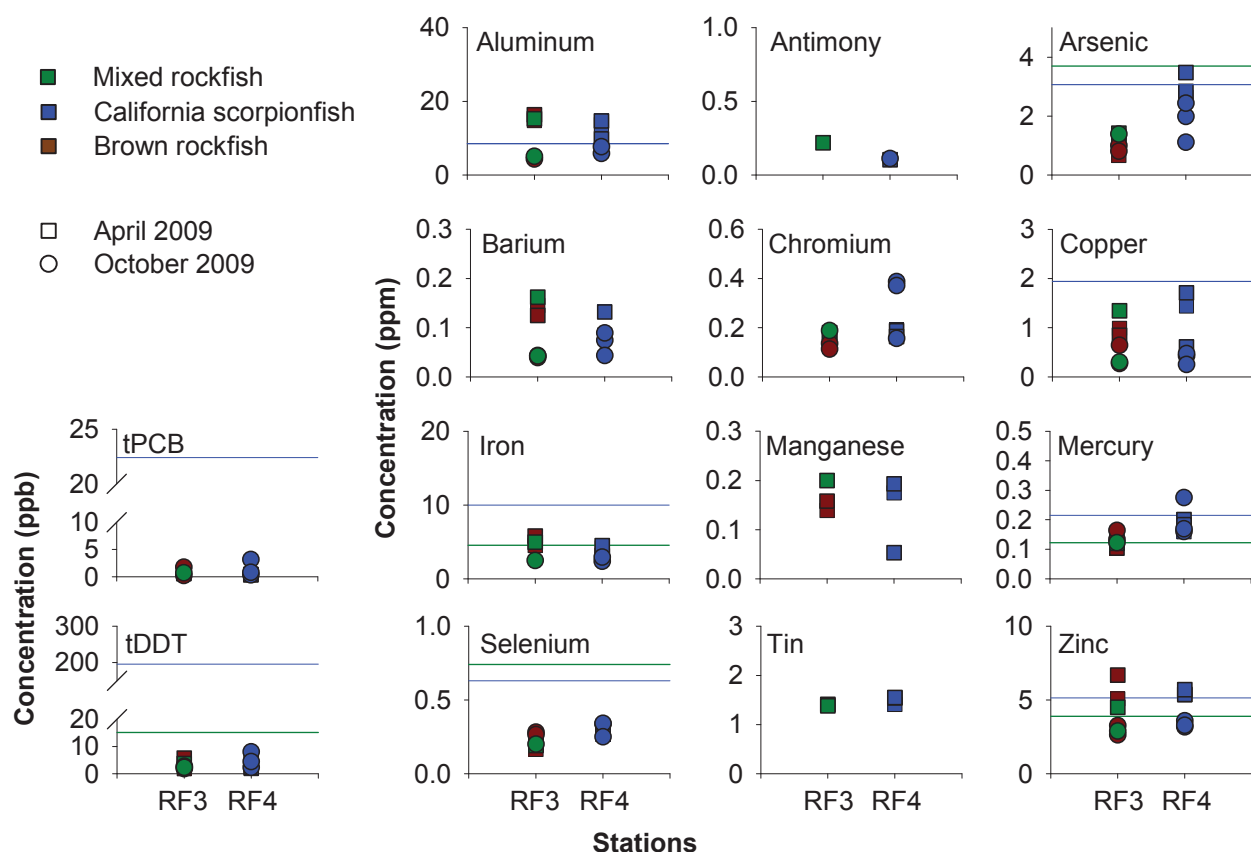 Mixed rockfish
California scorpionfish
Brown rockfish
April 2009
October 2009
Concentration (ppm)
Aluminum
40
20
0
Antimony
1.0
0.5
0.0
Arsenic
4
2
0
Barium
0.3
0.2
0.1
0.0
Chromium
0.6
0.4
0.2
0.0
Copper
3
2
1
0
Concentration (ppb)
tPCB
25
20
10
5
0
Iron
20
10
0
Manganese
0.3
0.2
0.1
0.0
Mercury
0.5
0.4
0.3
0.2
0.1
0.0
tDDT
300
200
20
10
0
RF3 RF4
Selenium
1.0
0.5
0.0
RF3 RF4
Tin
3
2
1
0
RF3 RF4
Zinc
10
5
0
RF3 RF4
Stations